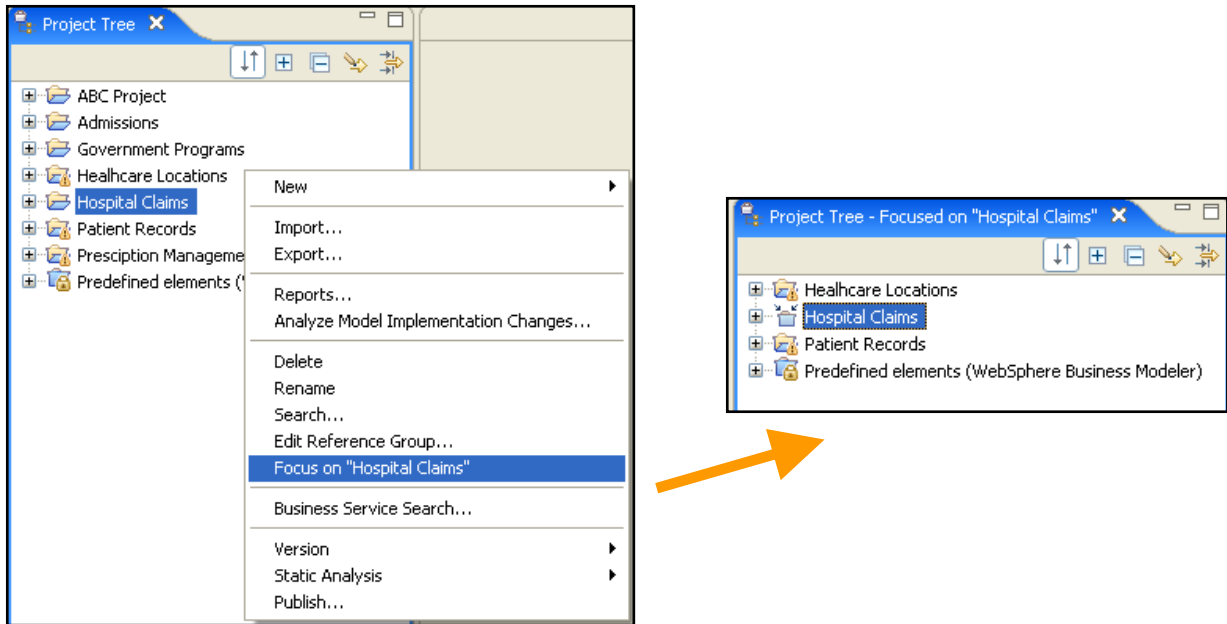 Project Tree
ABC Project
Admissions
Government Programs
Healhcare Locations
Hospital Claims
Patient Records
Presciption Manageme
Predefined elements ('
New
Import...
Export...
Reports...
Analyze Model Implementation Changes...
Delete
Rename
Search...
Edit Reference Group...
Focus on "Hospital Claims"
Business Service Search...
Version
Static Analysis
Publish...
Project Tree - Focused on "Hospital Claims"
Healhcare Locations
Hospital Claims
Patient Records
Predefined elements (WebSphere Business Modeler)